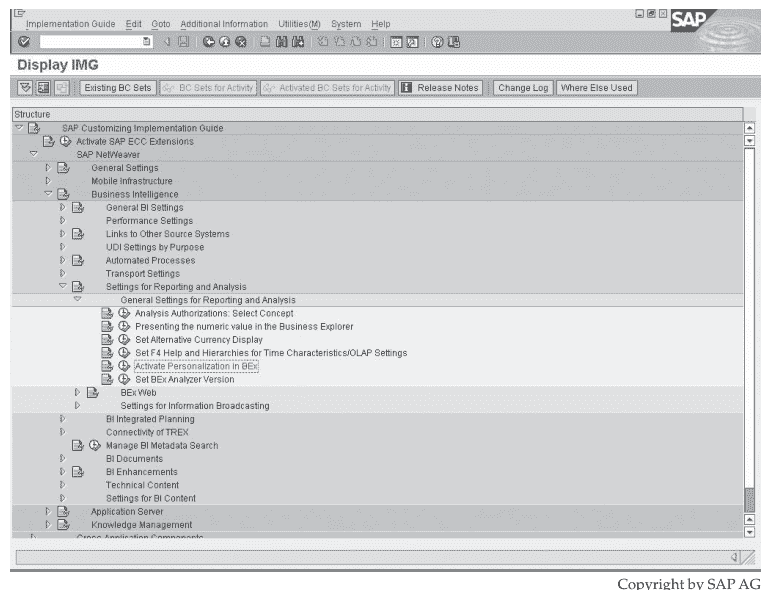 Implementation Guide Edit Goto Additional Information Utilities(M) System Help
SAP
Display IMG
Existing BC Sets BC Sets for Activity Activated BC Sets for Activity Release Notes Change Log Where Else Used
Structure
SAP Customizing Implementation Guide
Activate SAP ECC Extensions
SAP NetWeaver
General Settings
Mobile Infrastructure
Business Intelligence
General BI Settings
Performance Settings
Links to Other Source Systems
UDI Settings by Purpose
Automated Processes
Transport Settings
Settings for Reporting and Analysis
General Settings for Reporting and Analysis
Analysis Authorizations: Select Concept
Presenting the numeric value in the Business Explorer
Set Alternative Currency Display
Set F4 Help and Hierarchies for Time Characteristics/OLAP Settings
Activate Personalization in BEx
Set BEx Analyzer Version
BEx Web
Settings for Information Broadcasting
BI Integrated Planning
Connectivity of TREX
Manage BI Metadata Search
BI Documents
BI Enhancements
Technical Content
Settings for BI Content
Application Server
Knowledge Management
Cross-Application Components
Copyright by SAP AG